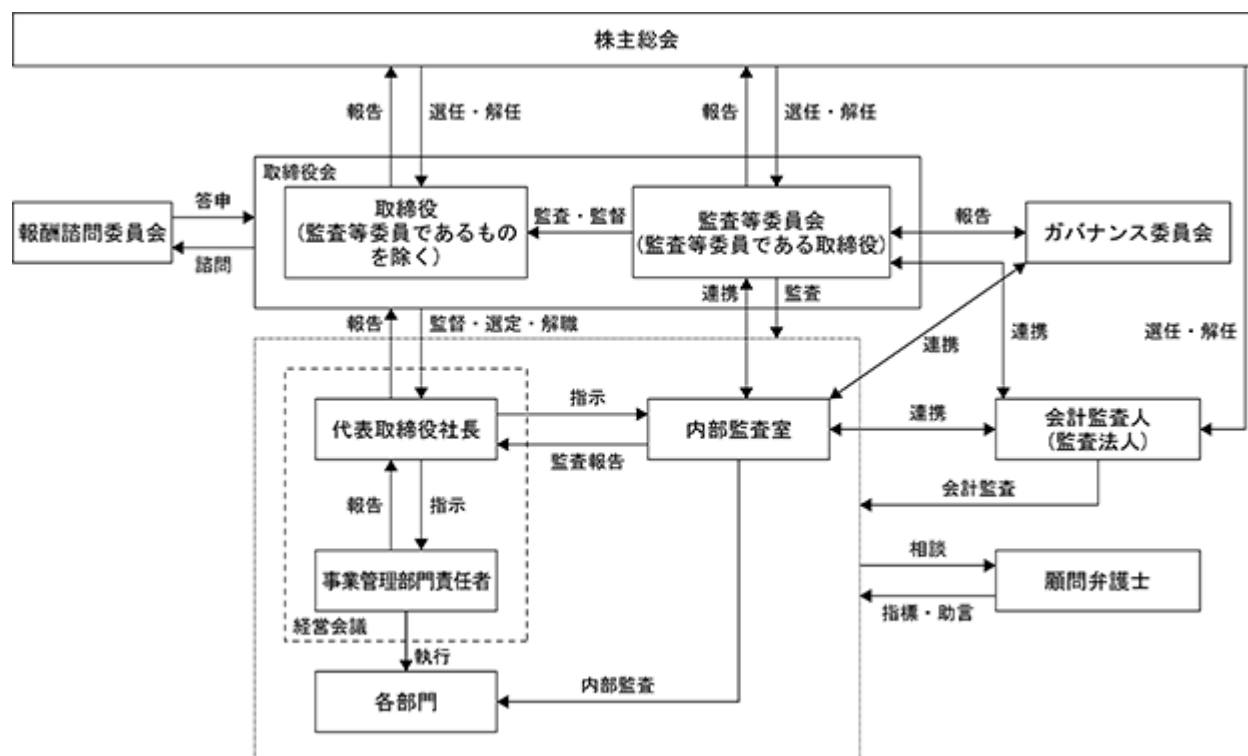 株主総会
報告
選任・解任
報告
選任・解任
取締役会
報酬諮問委員会
答申
諮問
取締役
(監査等委員であるもの
を除く)
監査・監督
監査等委員会
(監査等委員である取締役)
報告
ガバナンス委員会
報告
監督・選定・解職
連携
監査
連携
連携
選任・解任
代表取締役社長
指示
監査報告
内部監査室
連携
会計監査人
(監査法人)
報告
指示
会計監査
事業管理部門責任者
経営会議
相談
指標・助言
顧問弁護士
執行
各部門
内部監査